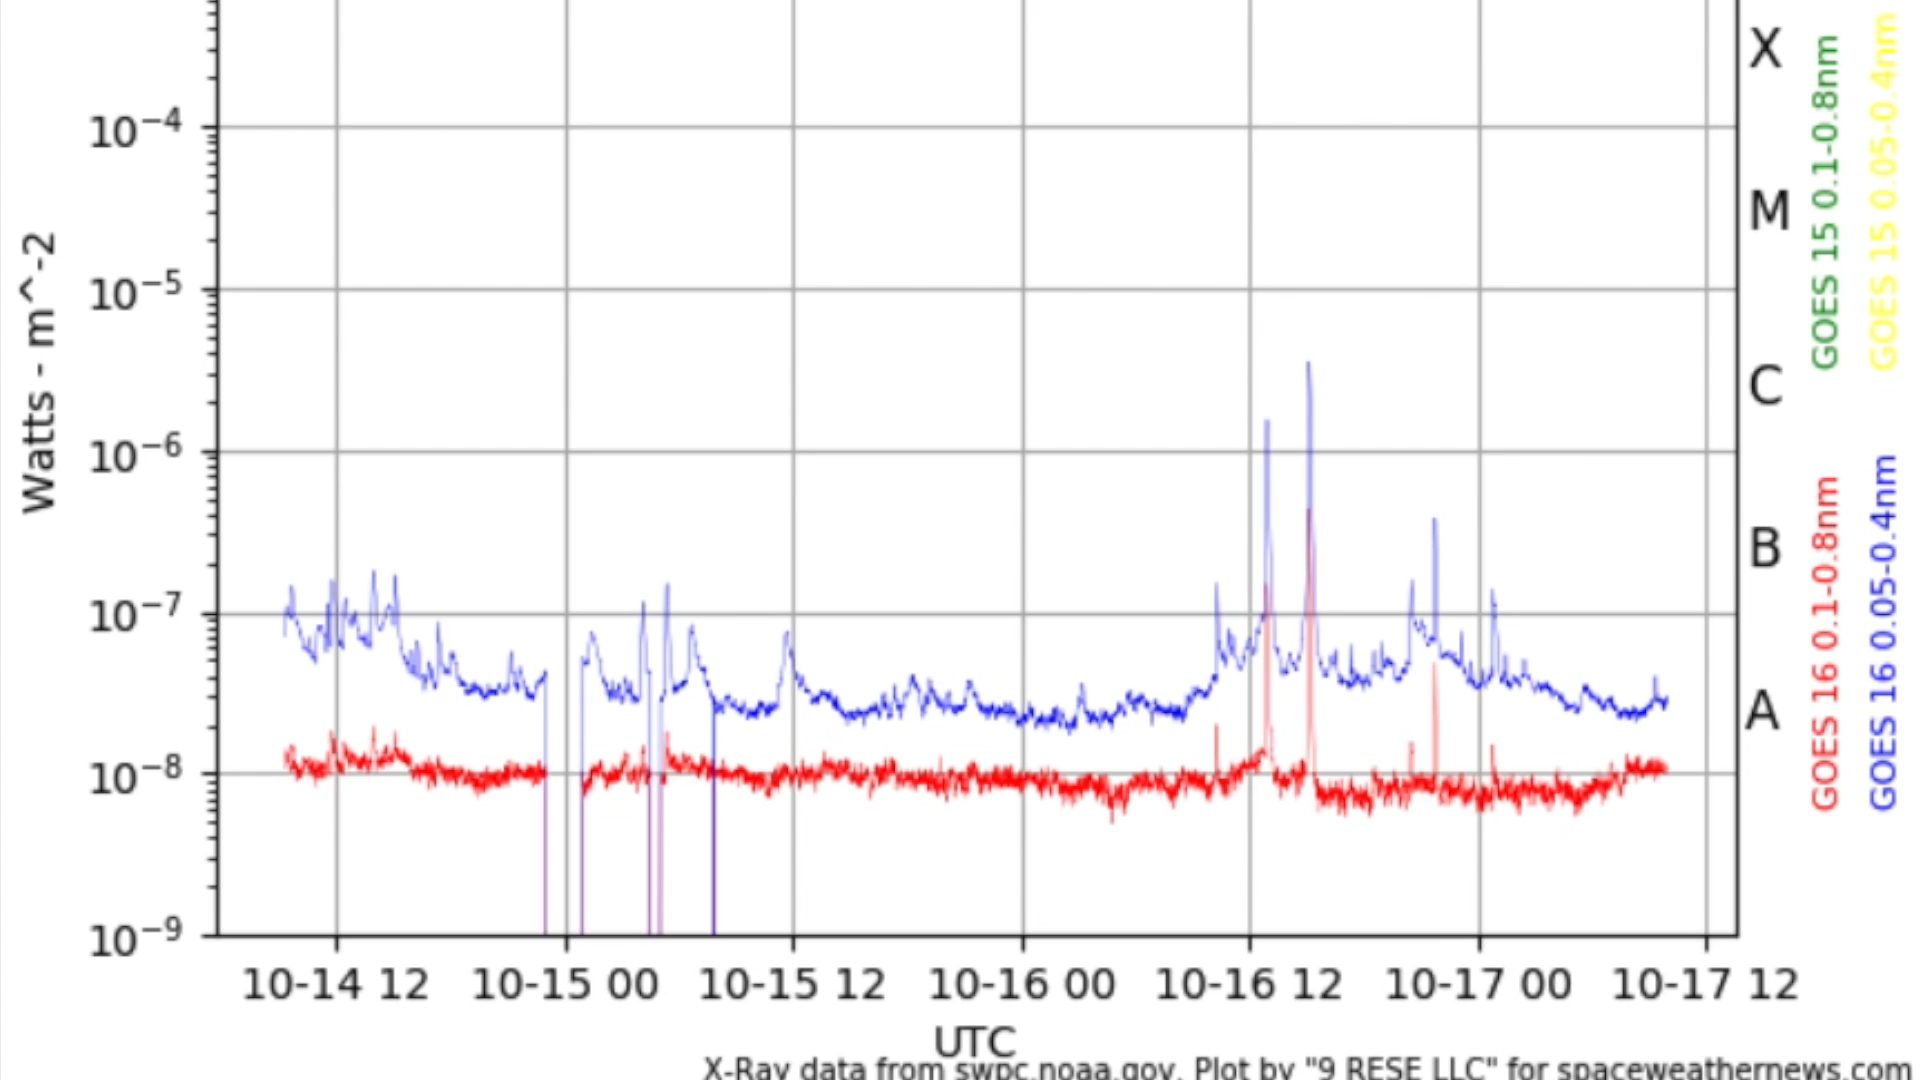 X
10−4
M
10−5
C
10−6
B
10−7
A
10−8
10−9
Watts - m^-2
GOES 15 0.1-0.8nm
GOES 15 0.05-0.4nm
GOES 16 0.1-0.8nm
GOES 16 0.05-0.4nm
10-14 12 10-15 00 10-15 12 10-16 00 10-16 12 10-17 00 10-17 12
UTC
X-Ray data from swpc.noaa.gov. Plot by "9 RESE LLC" for spaceweathernews.com